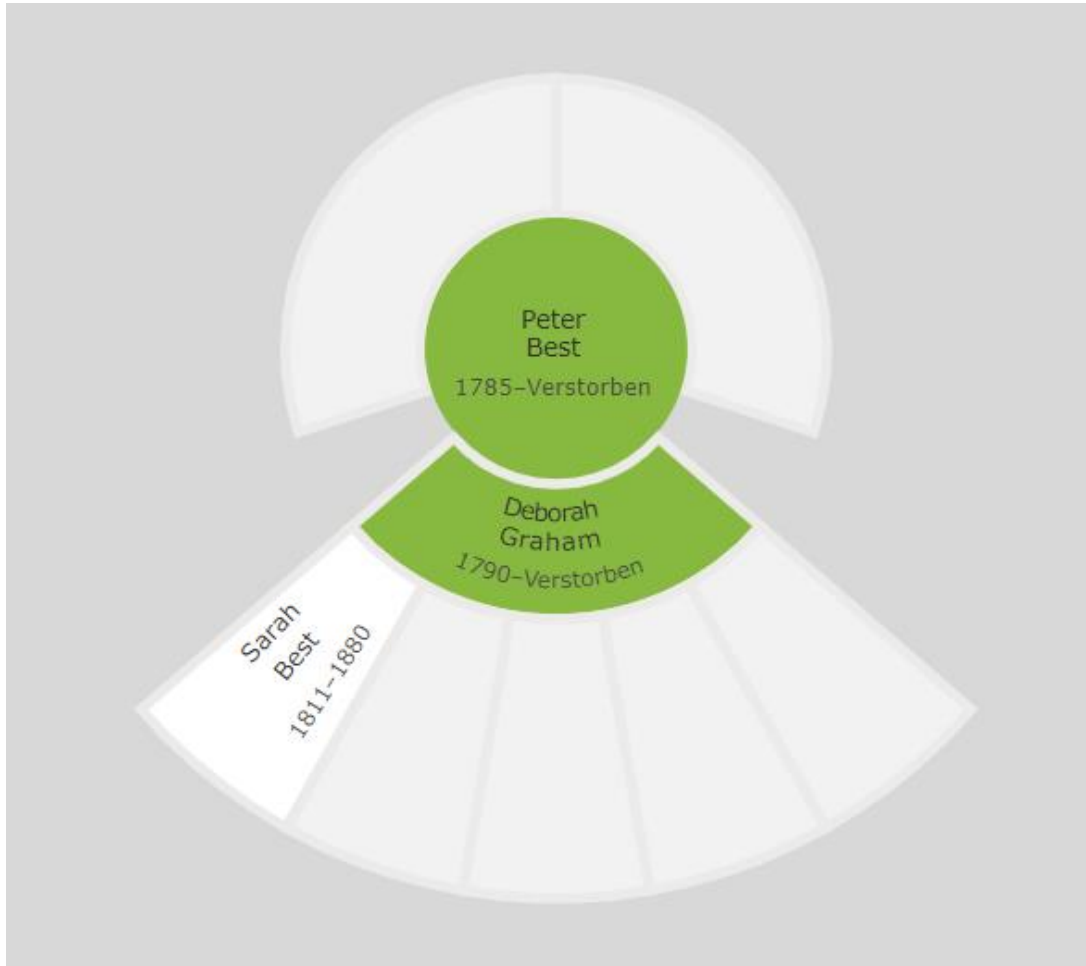 Peter
Best
1785–Verstorben
Deborah
Graham
1790–Verstorben
Sarah
Best
1811–1880